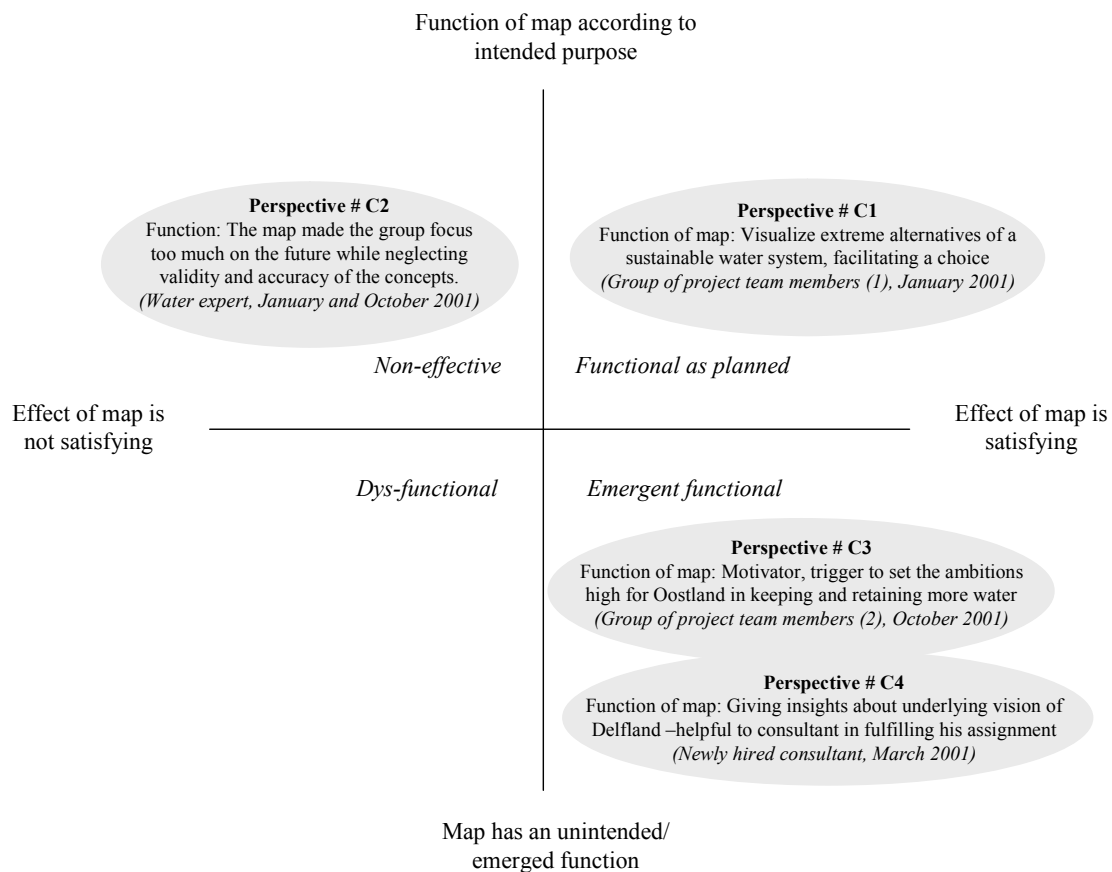 Function of map according to
intended purpose
Perspective # C2
Function: The map made the group focus
too much on the future while neglecting
validity and accuracy of the concepts.
(Water expert, January and October 2001)
Perspective # C1
Function of map: Visualize extreme alternatives of a
sustainable water system, facilitating a choice
(Group of project team members (1), January 2001)
Non-effective
Functional as planned
Effect of map is
not satisfying
Effect of map is
satisfying
Dys-functional
Emergent functional
Perspective # C3
Function of map: Motivator, trigger to set the ambitions
high for Oostland in keeping and retaining more water
(Group of project team members (2), October 2001)
Perspective # C4
Function of map: Giving insights about underlying vision of
Delfland –helpful to consultant in fulfilling his assignment
(Newly hired consultant, March 2001)
Map has an unintended/
emerged function